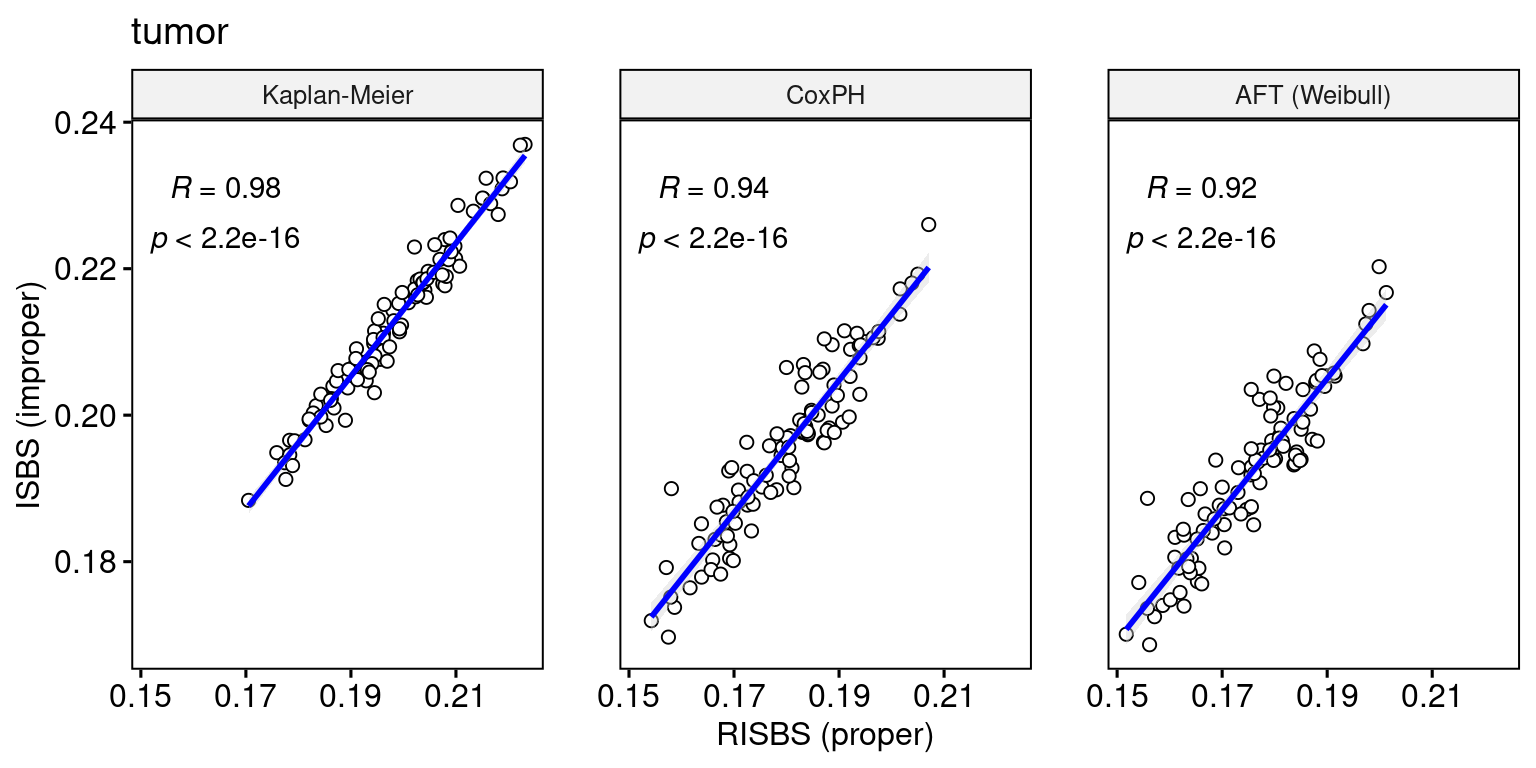 tumor
Kaplan-Meier
CoxPH
AFT (Weibull)
ISBS (improper)
0.24
0.22
0.20
0.18
R = 0.98
p < 2.2e-16
R = 0.94
p < 2.2e-16
R = 0.92
p < 2.2e-16
0.15 0.17 0.19 0.21
0.15 0.17 0.19 0.21
0.15 0.17 0.19 0.21
RISBS (proper)